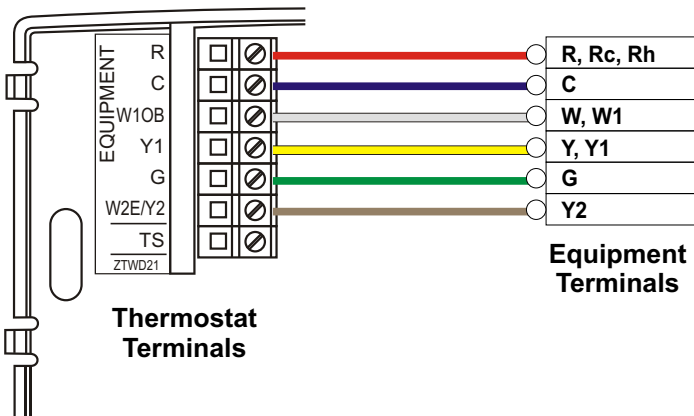 EQUIPMENT
R
C
W1OB
Y1
G
W2E/Y2
TS
ZTWD21
Thermostat
Terminals
R, Rc, Rh
C
W, W1
Y, Y1
G
Y2
Equipment
Terminals